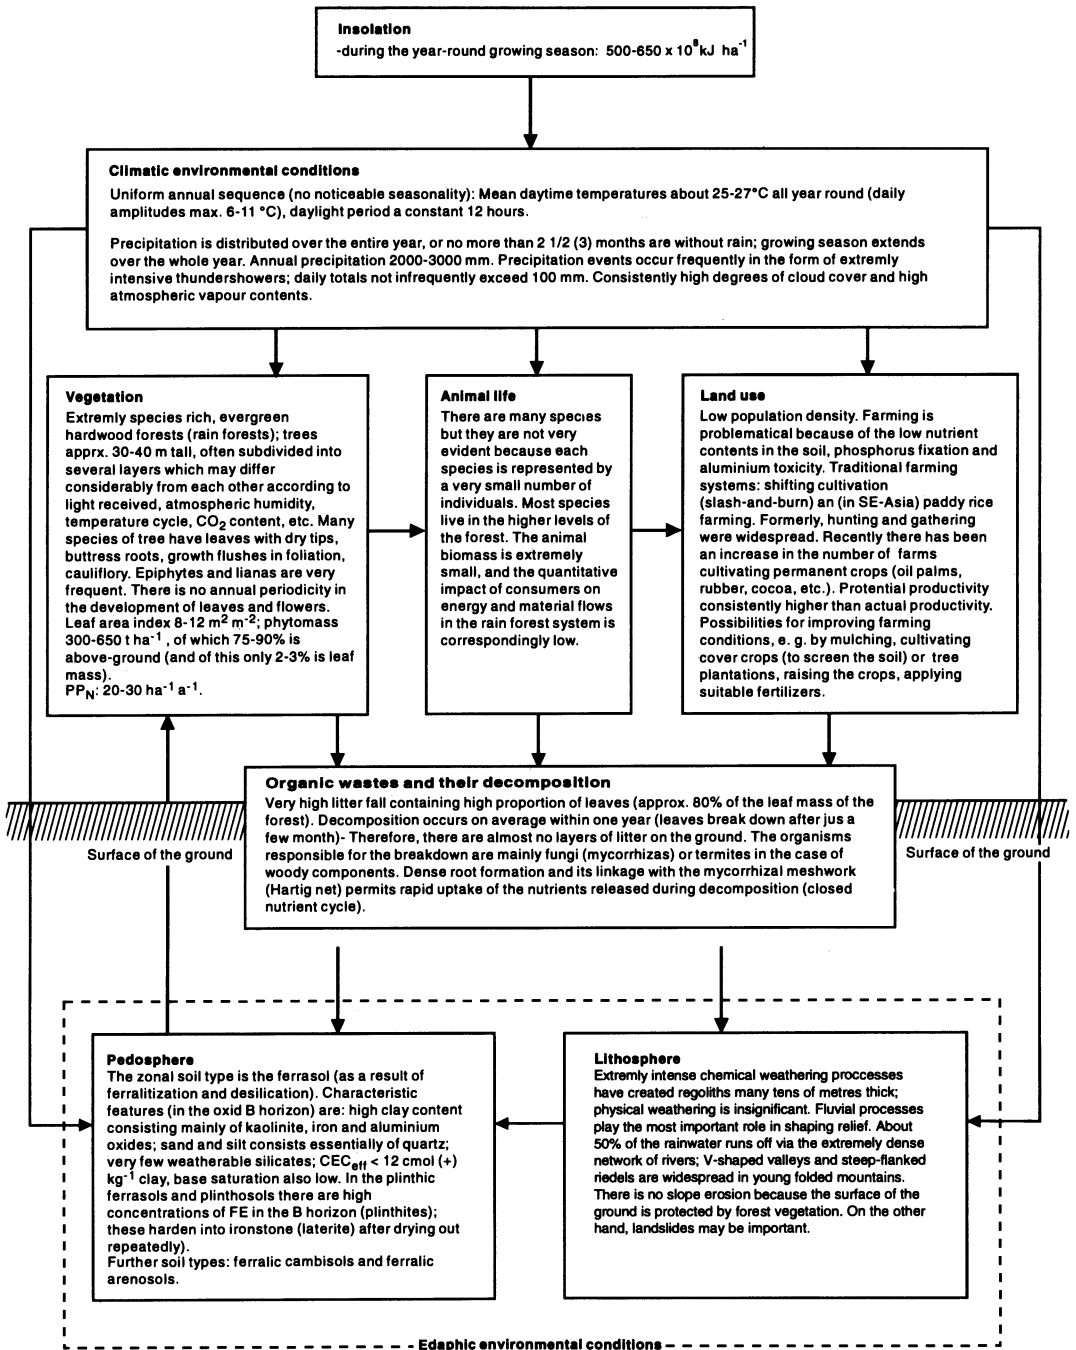 Insolation
-during the year-round growing season: 500-650 x 10⁸kJ ha⁻¹
Climatic environmental conditions
Uniform annual sequence (no noticeable seasonality): Mean daytime temperatures about 25-27°C all year round (daily
amplitudes max. 6-11 °C), daylight period a constant 12 hours.
Precipitation is distributed over the entire year, or no more than 2 1/2 (3) months are without rain; growing season extends
over the whole year. Annual precipitation 2000-3000 mm. Precipitation events occur frequently in the form of extremly
intensive thundershowers; daily totals not infrequently exceed 100 mm. Consistently high degrees of cloud cover and high
atmospheric vapour contents.
Vegetation
Extremly species rich, evergreen
hardwood forests (rain forests); trees
apprx. 30-40 m tall, often subdivided into
several layers which may differ
considerably from each other according to
light received, atmospheric humidity,
temperature cycle, CO₂ content, etc. Many
species of tree have leaves with dry tips,
buttress roots, growth flushes in foliation,
cauliflory. Epiphytes and lianas are very
frequent. There is no annual periodicity in
the development of leaves and flowers.
Leaf area index 8-12 m² m⁻²; phytomass
300-650 t ha⁻¹ , of which 75-90% is
above-ground (and of this only 2-3% is leaf
mass).
PP_N: 20-30 ha⁻¹ a⁻¹.
Animal life
There are many species
but they are not very
evident because each
species is represented by
a very small number of
individuals. Most species
live in the higher levels of
the forest. The animal
biomass is extremely
small, and the quantitative
impact of consumers on
energy and material flows
in the rain forest system is
correspondingly low.
Land use
Low population density. Farming is
problematical because of the low nutrient
contents in the soil, phosphorus fixation and
aluminium toxicity. Traditional farming
systems: shifting cultivation
(slash-and-burn) an (in SE-Asia) paddy rice
farming. Formerly, hunting and gathering
were widespread. Recently there has been
an increase in the number of farms
cultivating permanent crops (oil palms,
rubber, cocoa, etc.). Protential productivity
consistently higher than actual productivity.
Possibilities for improving farming
conditions, e. g. by mulching, cultivating
cover crops (to screen the soil) or tree
plantations, raising the crops, applying
suitable fertilizers.
Organic wastes and their decomposition
Very high litter fall containing high proportion of leaves (approx. 80% of the leaf mass of the
forest). Decomposition occurs on average within one year (leaves break down after jus a
few month)- Therefore, there are almost no layers of litter on the ground. The organisms
responsible for the breakdown are mainly fungi (mycorrhizas) or termites in the case of
woody components. Dense root formation and its linkage with the mycorrhizal meshwork
(Hartig net) permits rapid uptake of the nutrients released during decomposition (closed
nutrient cycle).
Surface of the ground
Surface of the ground
Pedosphere
The zonal soil type is the ferrasol (as a result of
ferralitization and desilication). Characteristic
features (in the oxid B horizon) are: high clay content
consisting mainly of kaolinite, iron and aluminium
oxides; sand and silt consists essentially of quartz;
very few weatherable silicates; CEC_eff < 12 cmol (+)
kg⁻¹ clay, base saturation also low. In the plinthic
ferrasols and plinthosols there are high
concentrations of FE in the B horizon (plinthites);
these harden into ironstone (laterite) after drying out
repeatedly).
Further soil types: ferralic cambisols and ferralic
arenosols.
Lithosphere
Extremly intense chemical weathering proccesses
have created regoliths many tens of metres thick;
physical weathering is insignificant. Fluvial processes
play the most important role in shaping relief. About
50% of the rainwater runs off via the extremely dense
network of rivers; V-shaped valleys and steep-flanked
riedels are widespread in young folded mountains.
There is no slope erosion because the surface of the
ground is protected by forest vegetation. On the other
hand, landslides may be important.
Edaphic environmental conditions